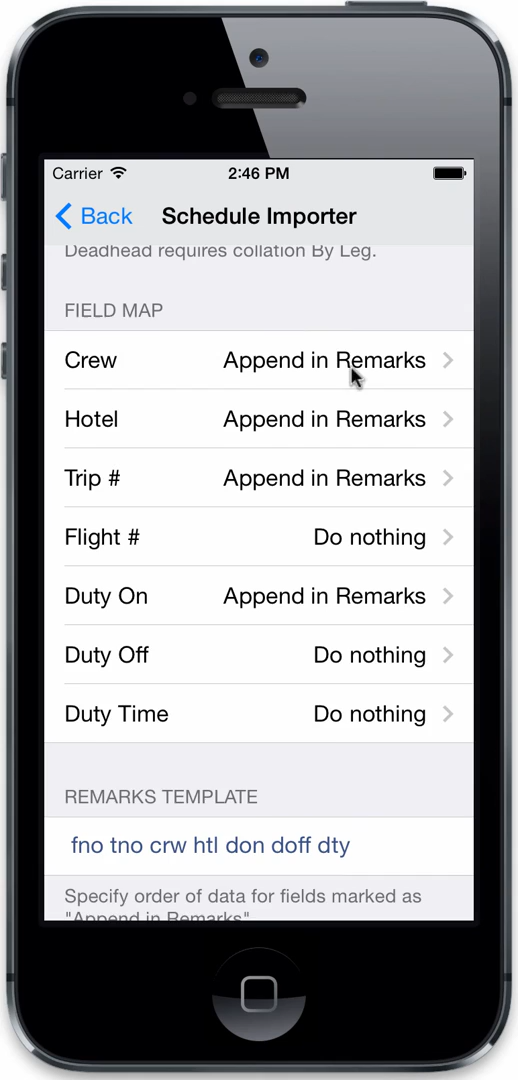 Carrier 2:46 PM
Back Schedule Importer
Deadhead requires collation By Leg.
FIELD MAP
Crew Append in Remarks
Hotel Append in Remarks
Trip # Append in Remarks
Flight # Do nothing
Duty On Append in Remarks
Duty Off Do nothing
Duty Time Do nothing
REMARKS TEMPLATE
fno tno crw htl don doff dty
Specify order of data for fields marked as
"Append in Remarks"